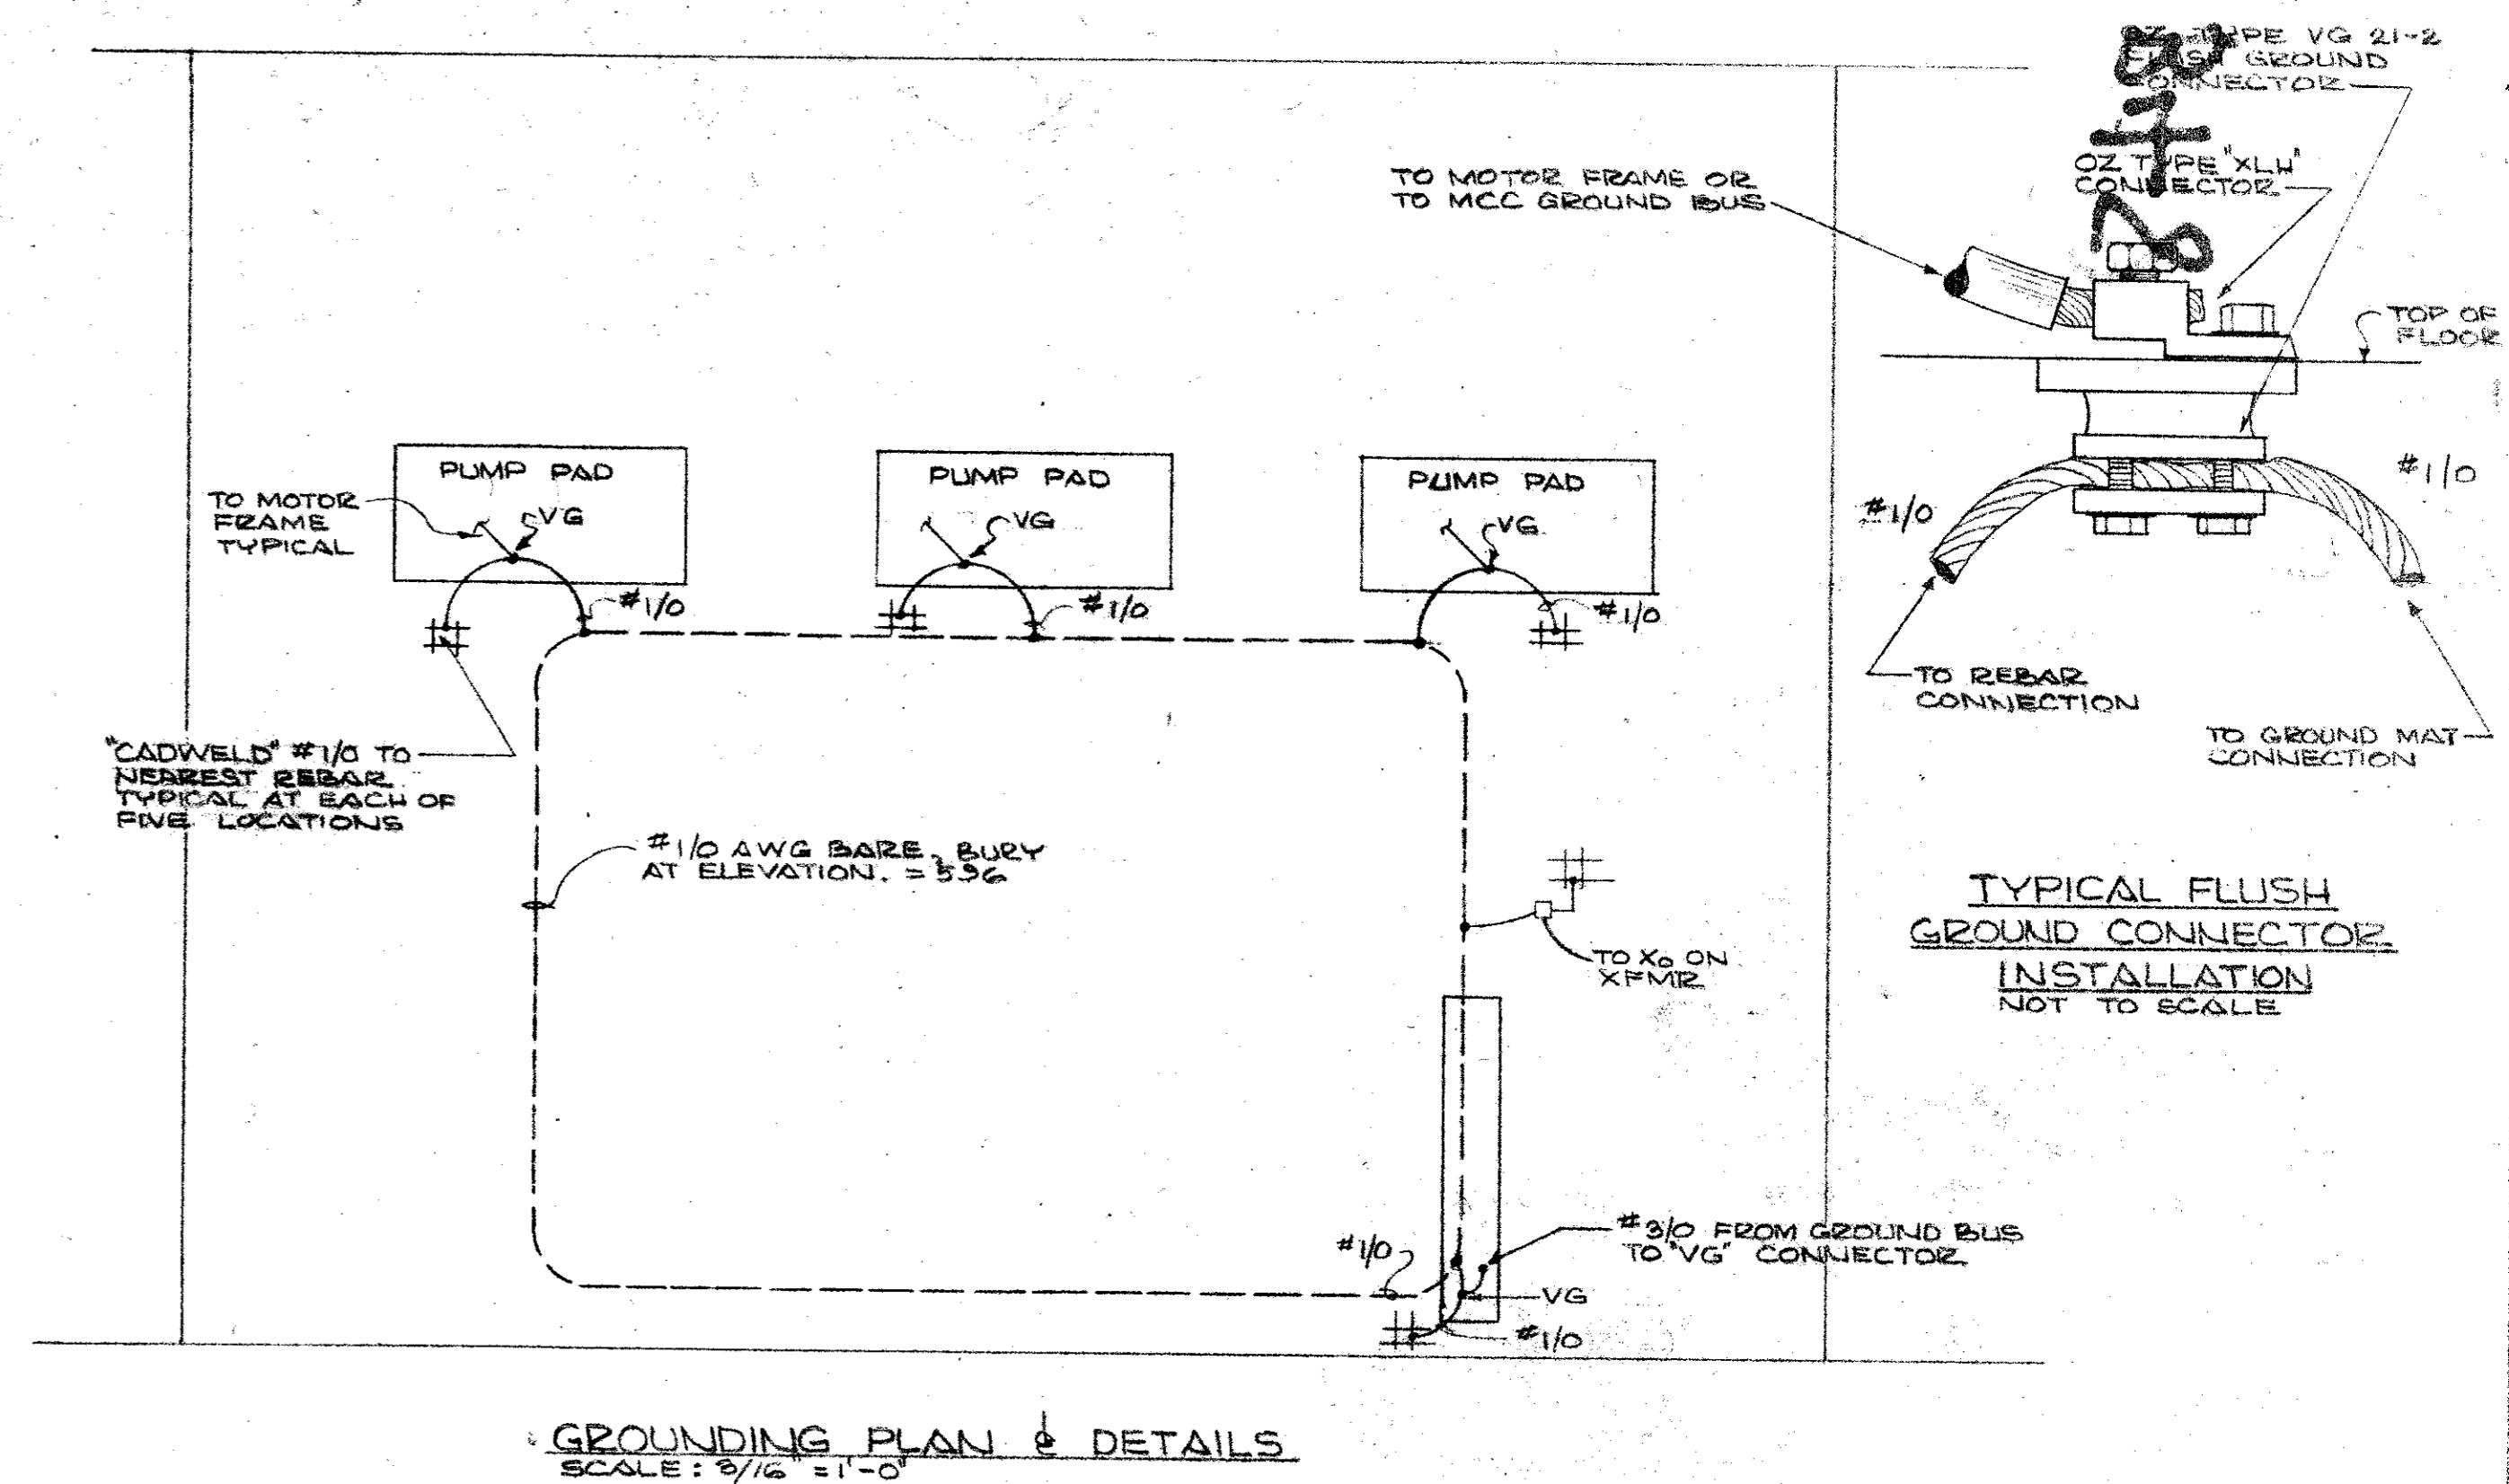 TYPE VG 21-2
FLUSH GROUND
CONNECTOR
OZ TYPE "XLH"
CONNECTOR
TO MOTOR FRAME OR
TO MCC GROUND BUS
TOP OF
FLOOR
#1/0
#1/0
TO REBAR
CONNECTION
TO GROUND MAT
CONNECTION
TYPICAL FLUSH
GROUND CONNECTOR
INSTALLATION
NOT TO SCALE
PUMP PAD
VG
TO MOTOR
FRAME
TYPICAL
#1/0
PUMP PAD
VG
#1/0
PUMP PAD
VG
#1/0
"CADWELD" #1/0 TO
NEAREST REBAR
TYPICAL AT EACH OF
FIVE LOCATIONS
#1/0 AWG BARE, BURY
AT ELEVATION. = 596
TO X0 ON
XFMR
#1/0
#3/0 FROM GROUND BUS
TO "VG" CONNECTOR
VG
#1/0
GROUNDING PLAN & DETAILS
SCALE: 3/16" = 1'-0"